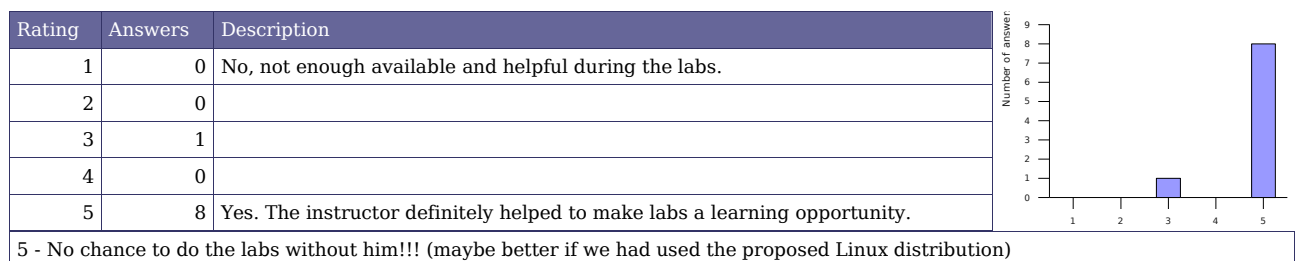 Rating Answers Description
1 0 No, not enough available and helpful during the labs.
2 0
3 1
4 0
5 8 Yes. The instructor definitely helped to make labs a learning opportunity.
Number of answer
9
8
7
6
5
4
3
2
1
0
1 2 3 4 5
5 - No chance to do the labs without him!!! (maybe better if we had used the proposed Linux distribution)